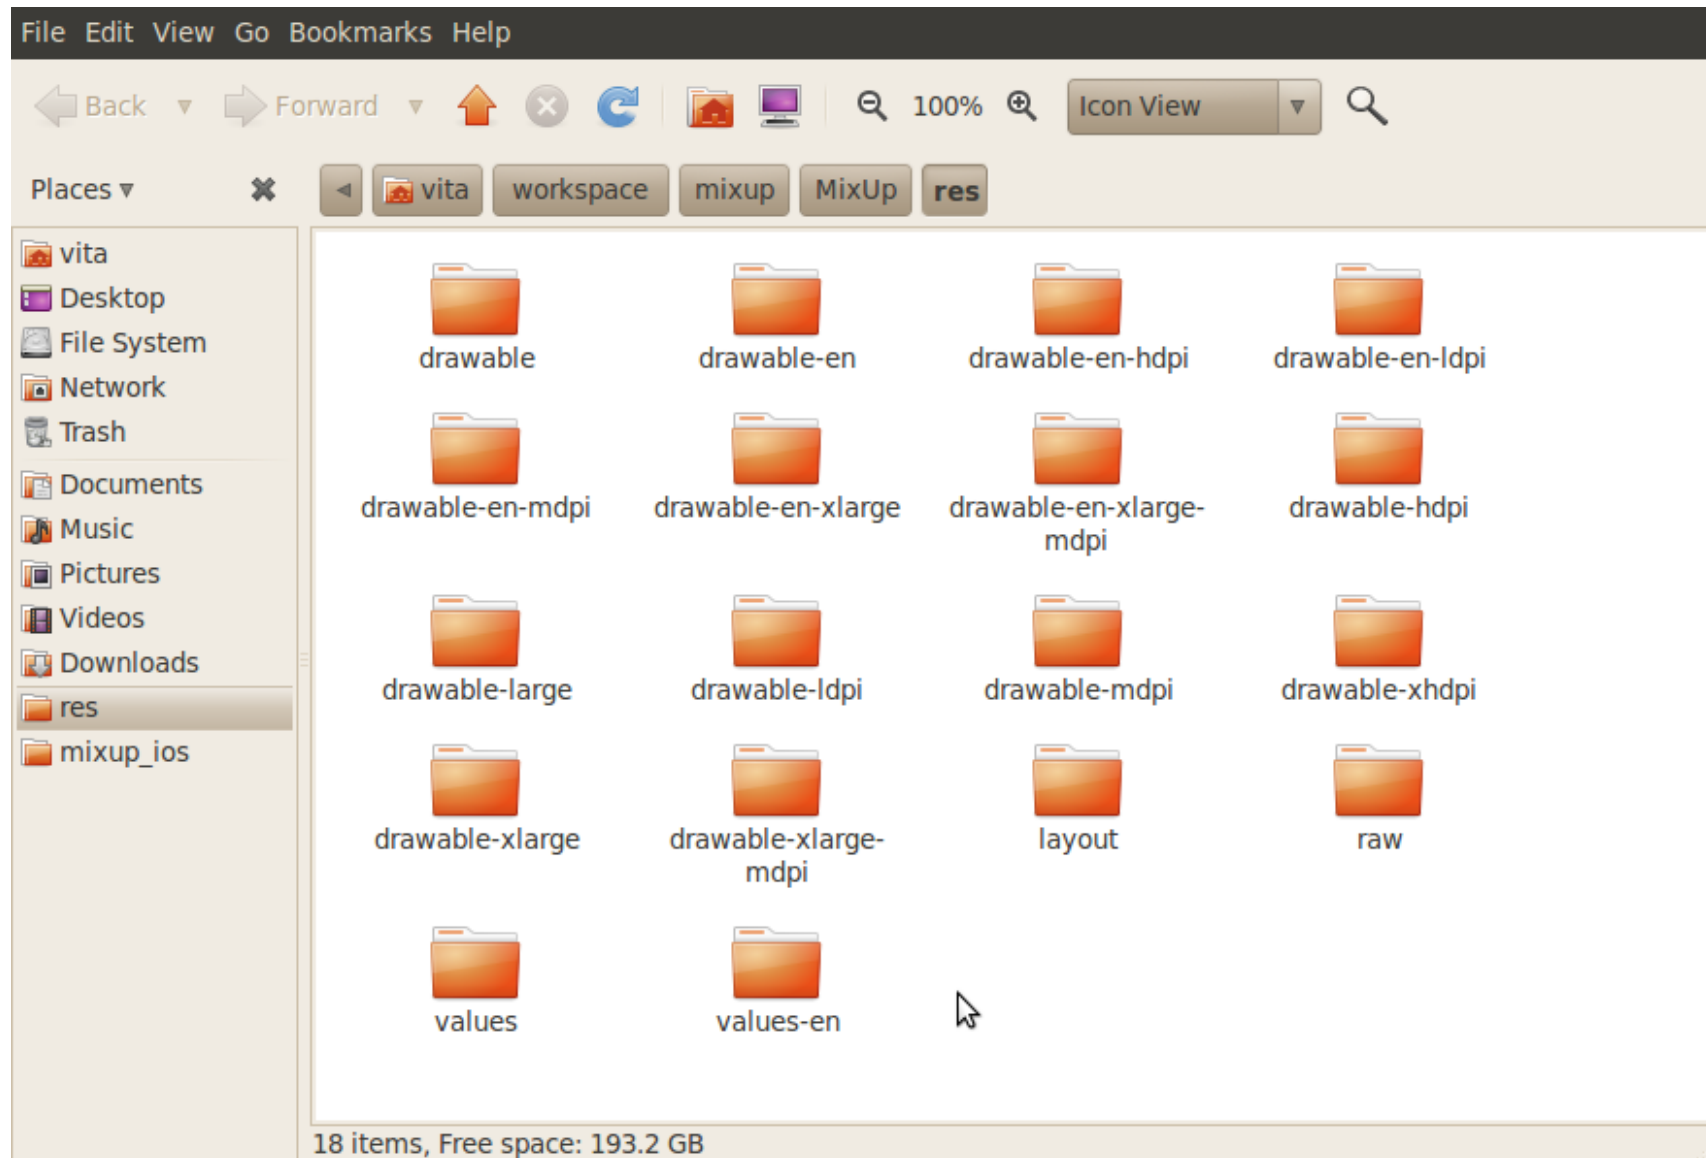 File Edit View Go Bookmarks Help
Back Forward 100% Icon View
Places vita workspace mixup MixUp res
vita
Desktop
File System
Network
Trash
Documents
Music
Pictures
Videos
Downloads
res
mixup_ios
drawable drawable-en drawable-en-hdpi drawable-en-ldpi
drawable-en-mdpi drawable-en-xlarge drawable-en-xlarge-
mdpi drawable-hdpi
drawable-large drawable-ldpi drawable-mdpi drawable-xhdpi
drawable-xlarge drawable-xlarge-
mdpi layout raw
values values-en
18 items, Free space: 193.2 GB